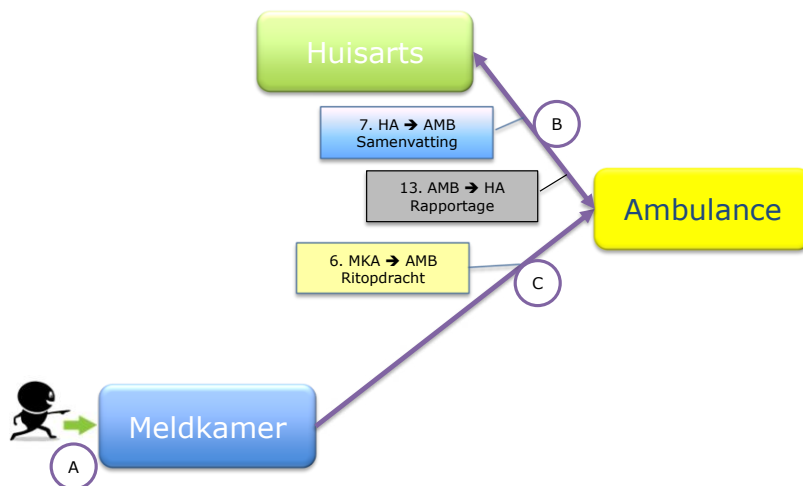 Huisarts
7. HA ➔ AMB
Samenvatting
B
13. AMB ➔ HA
Rapportage
Ambulance
6. MKA ➔ AMB
Ritopdracht
C
Meldkamer
A